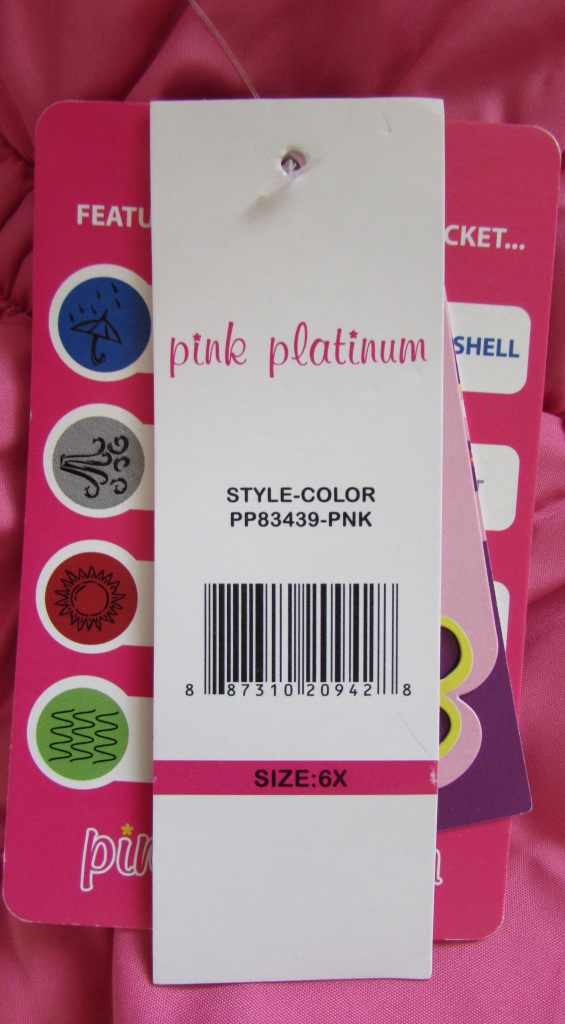 FEATU
CKET...
SHELL
pink platinum
STYLE-COLOR
PP83439-PNK
8 87310 20942 8
SIZE:6X
pin